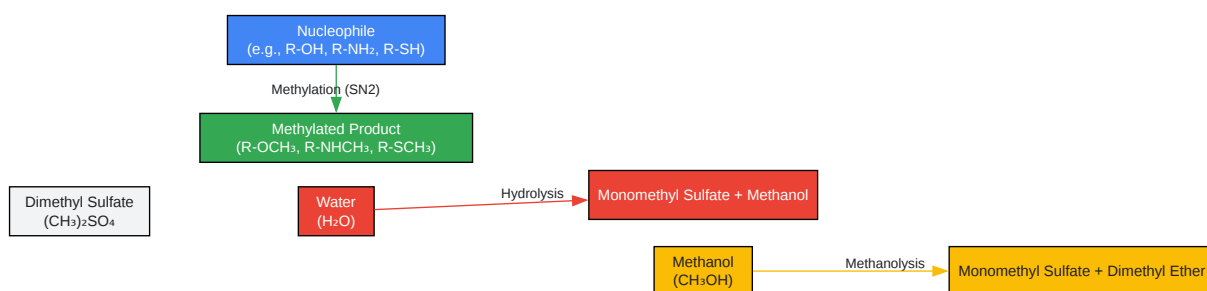 Nucleophile
(e.g., R-OH, R-NH₂, R-SH)
Methylation (SN2)
Methylated Product
(R-OCH₃, R-NHCH₃, R-SCH₃)
Dimethyl Sulfate
(CH₃)₂SO₄
Water
(H₂O)
Hydrolysis
Monomethyl Sulfate + Methanol
Methanol
(CH₃OH)
Methanolysis
Monomethyl Sulfate + Dimethyl Ether